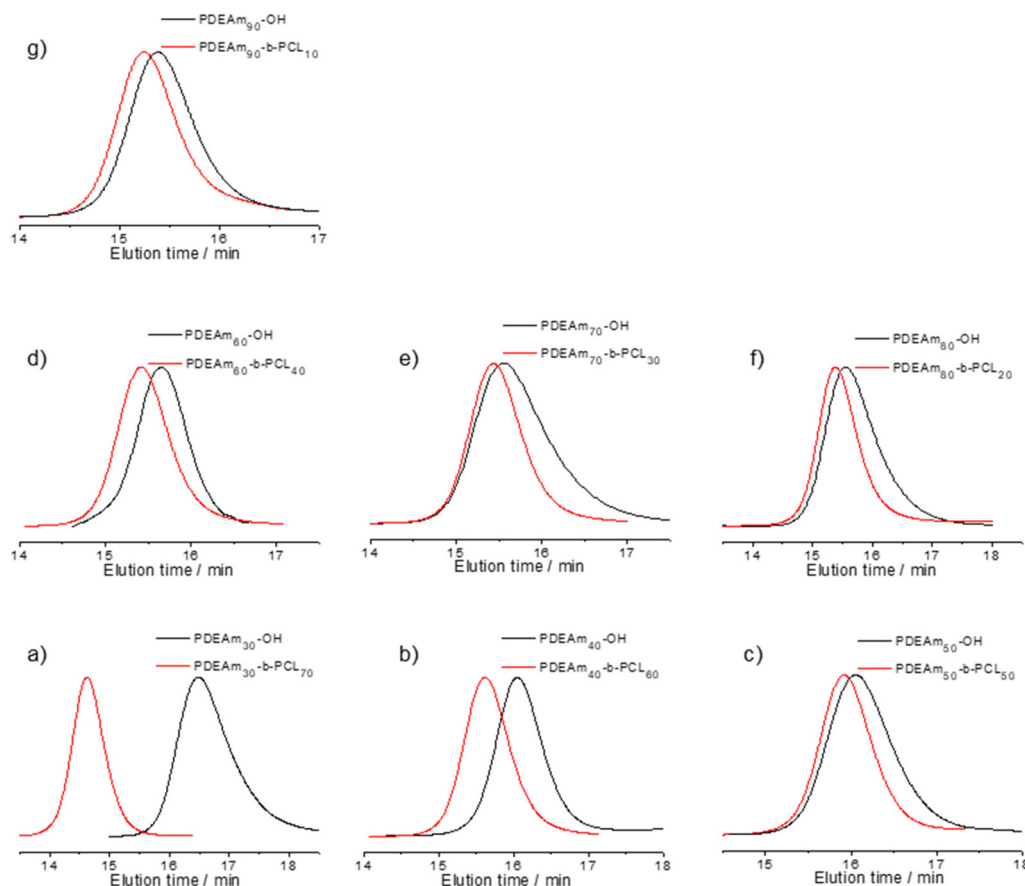 g)
PDEAm90-OH
PDEAm90-b-PCL10
14 15 16 17
Elution time / min
d)
PDEAm60-OH
PDEAm60-b-PCL40
14 15 16 17
Elution time / min
e)
PDEAm70-OH
PDEAm70-b-PCL30
14 15 16 17
Elution time / min
f)
PDEAm80-OH
PDEAm80-b-PCL20
14 15 16 17 18
Elution time / min
a)
PDEAm30-OH
PDEAm30-b-PCL70
14 15 16 17 18
Elution time / min
b)
PDEAm40-OH
PDEAm40-b-PCL60
14 15 16 17 18
Elution time / min
c)
PDEAm50-OH
PDEAm50-b-PCL50
15 16 17 18
Elution time / min